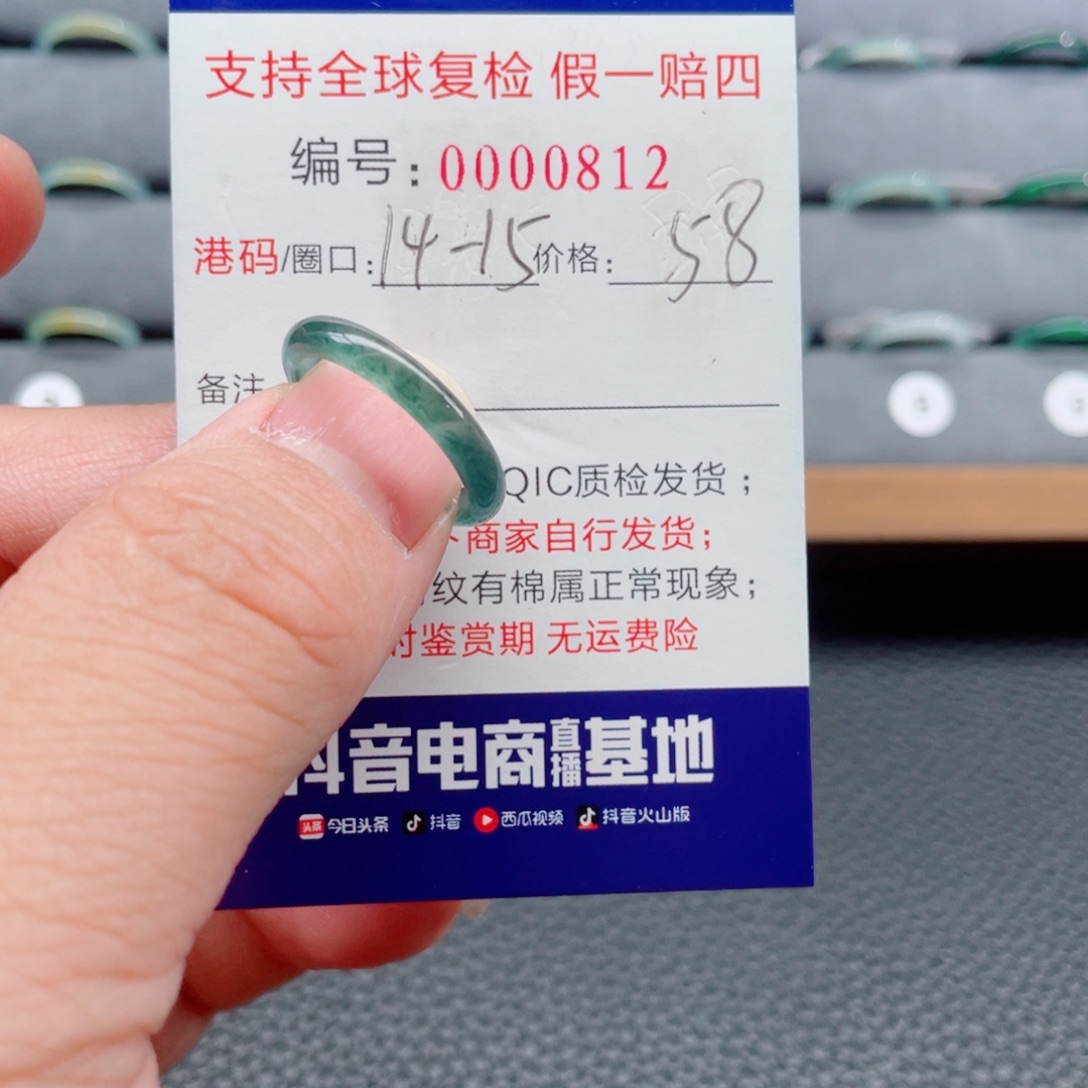 支持全球复检 假一赔四
编号：0000812
港码/圈口：14-15 价格：58
备注
QIC质检发货；
商家自行发货；
纹有棉属正常现象；
时鉴赏期 无运费险
抖音电商直播基地
头条 今日头条 抖音 西瓜视频 抖音火山版